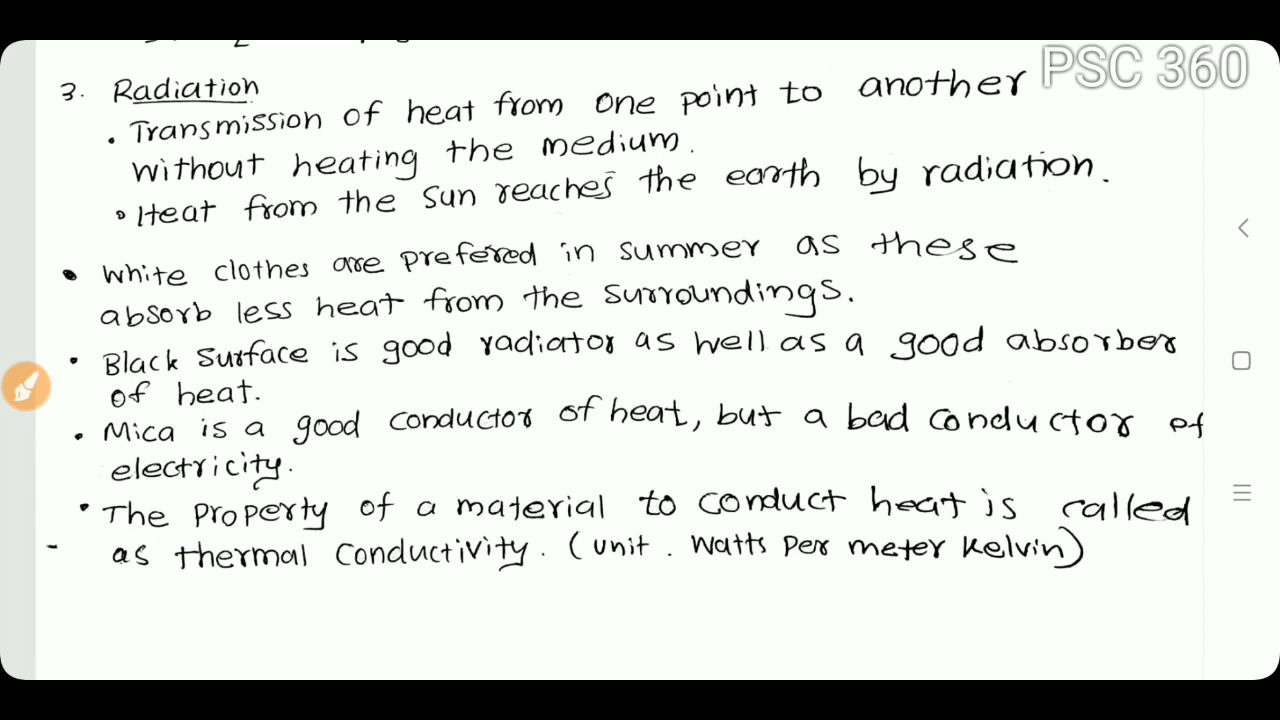 PSC 360
3. Radiation
. Transmission of heat from one point to another
without heating the medium.
• Heat from the sun reaches the earth by radiation.
• White clothes are prefered in summer as these
absorb less heat from the surroundings.
• Black surface is good radiator as well as a good absorber
of heat.
• Mica is a good conductor of heat, but a bad conductor of
electricity.
• The property of a material to conduct heat is called
as thermal conductivity. (unit. Watts per meter Kelvin)